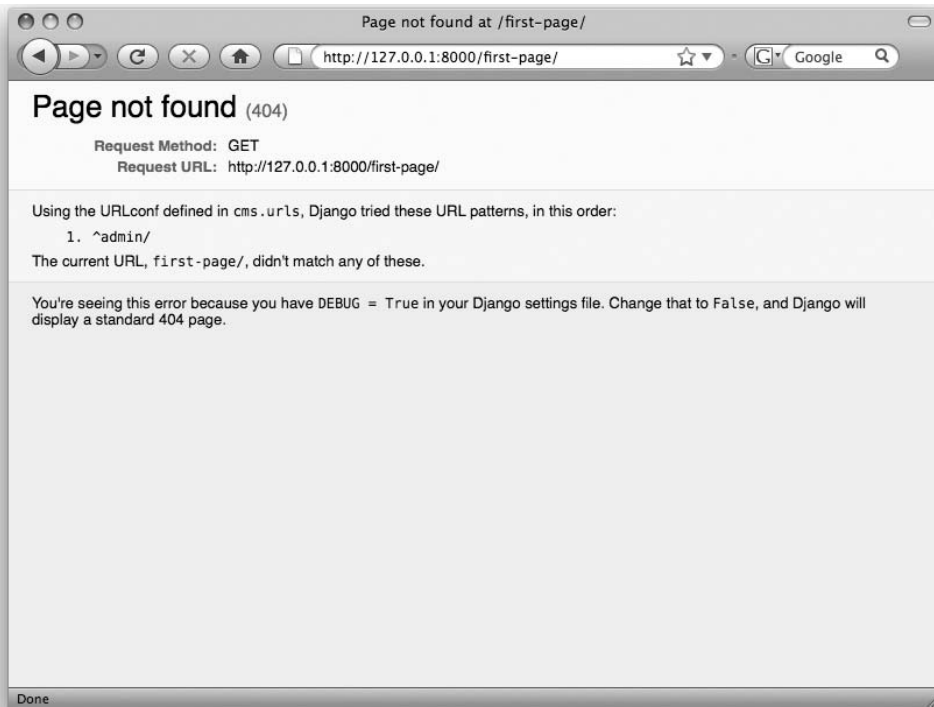 Page not found at /first-page/
http://127.0.0.1:8000/first-page/
G Google
Page not found (404)
Request Method: GET
Request URL: http://127.0.0.1:8000/first-page/
Using the URLconf defined in cms.urls, Django tried these URL patterns, in this order:
1. ^admin/
The current URL, first-page/, didn't match any of these.
You're seeing this error because you have DEBUG = True in your Django settings file. Change that to False, and Django will
display a standard 404 page.
Done